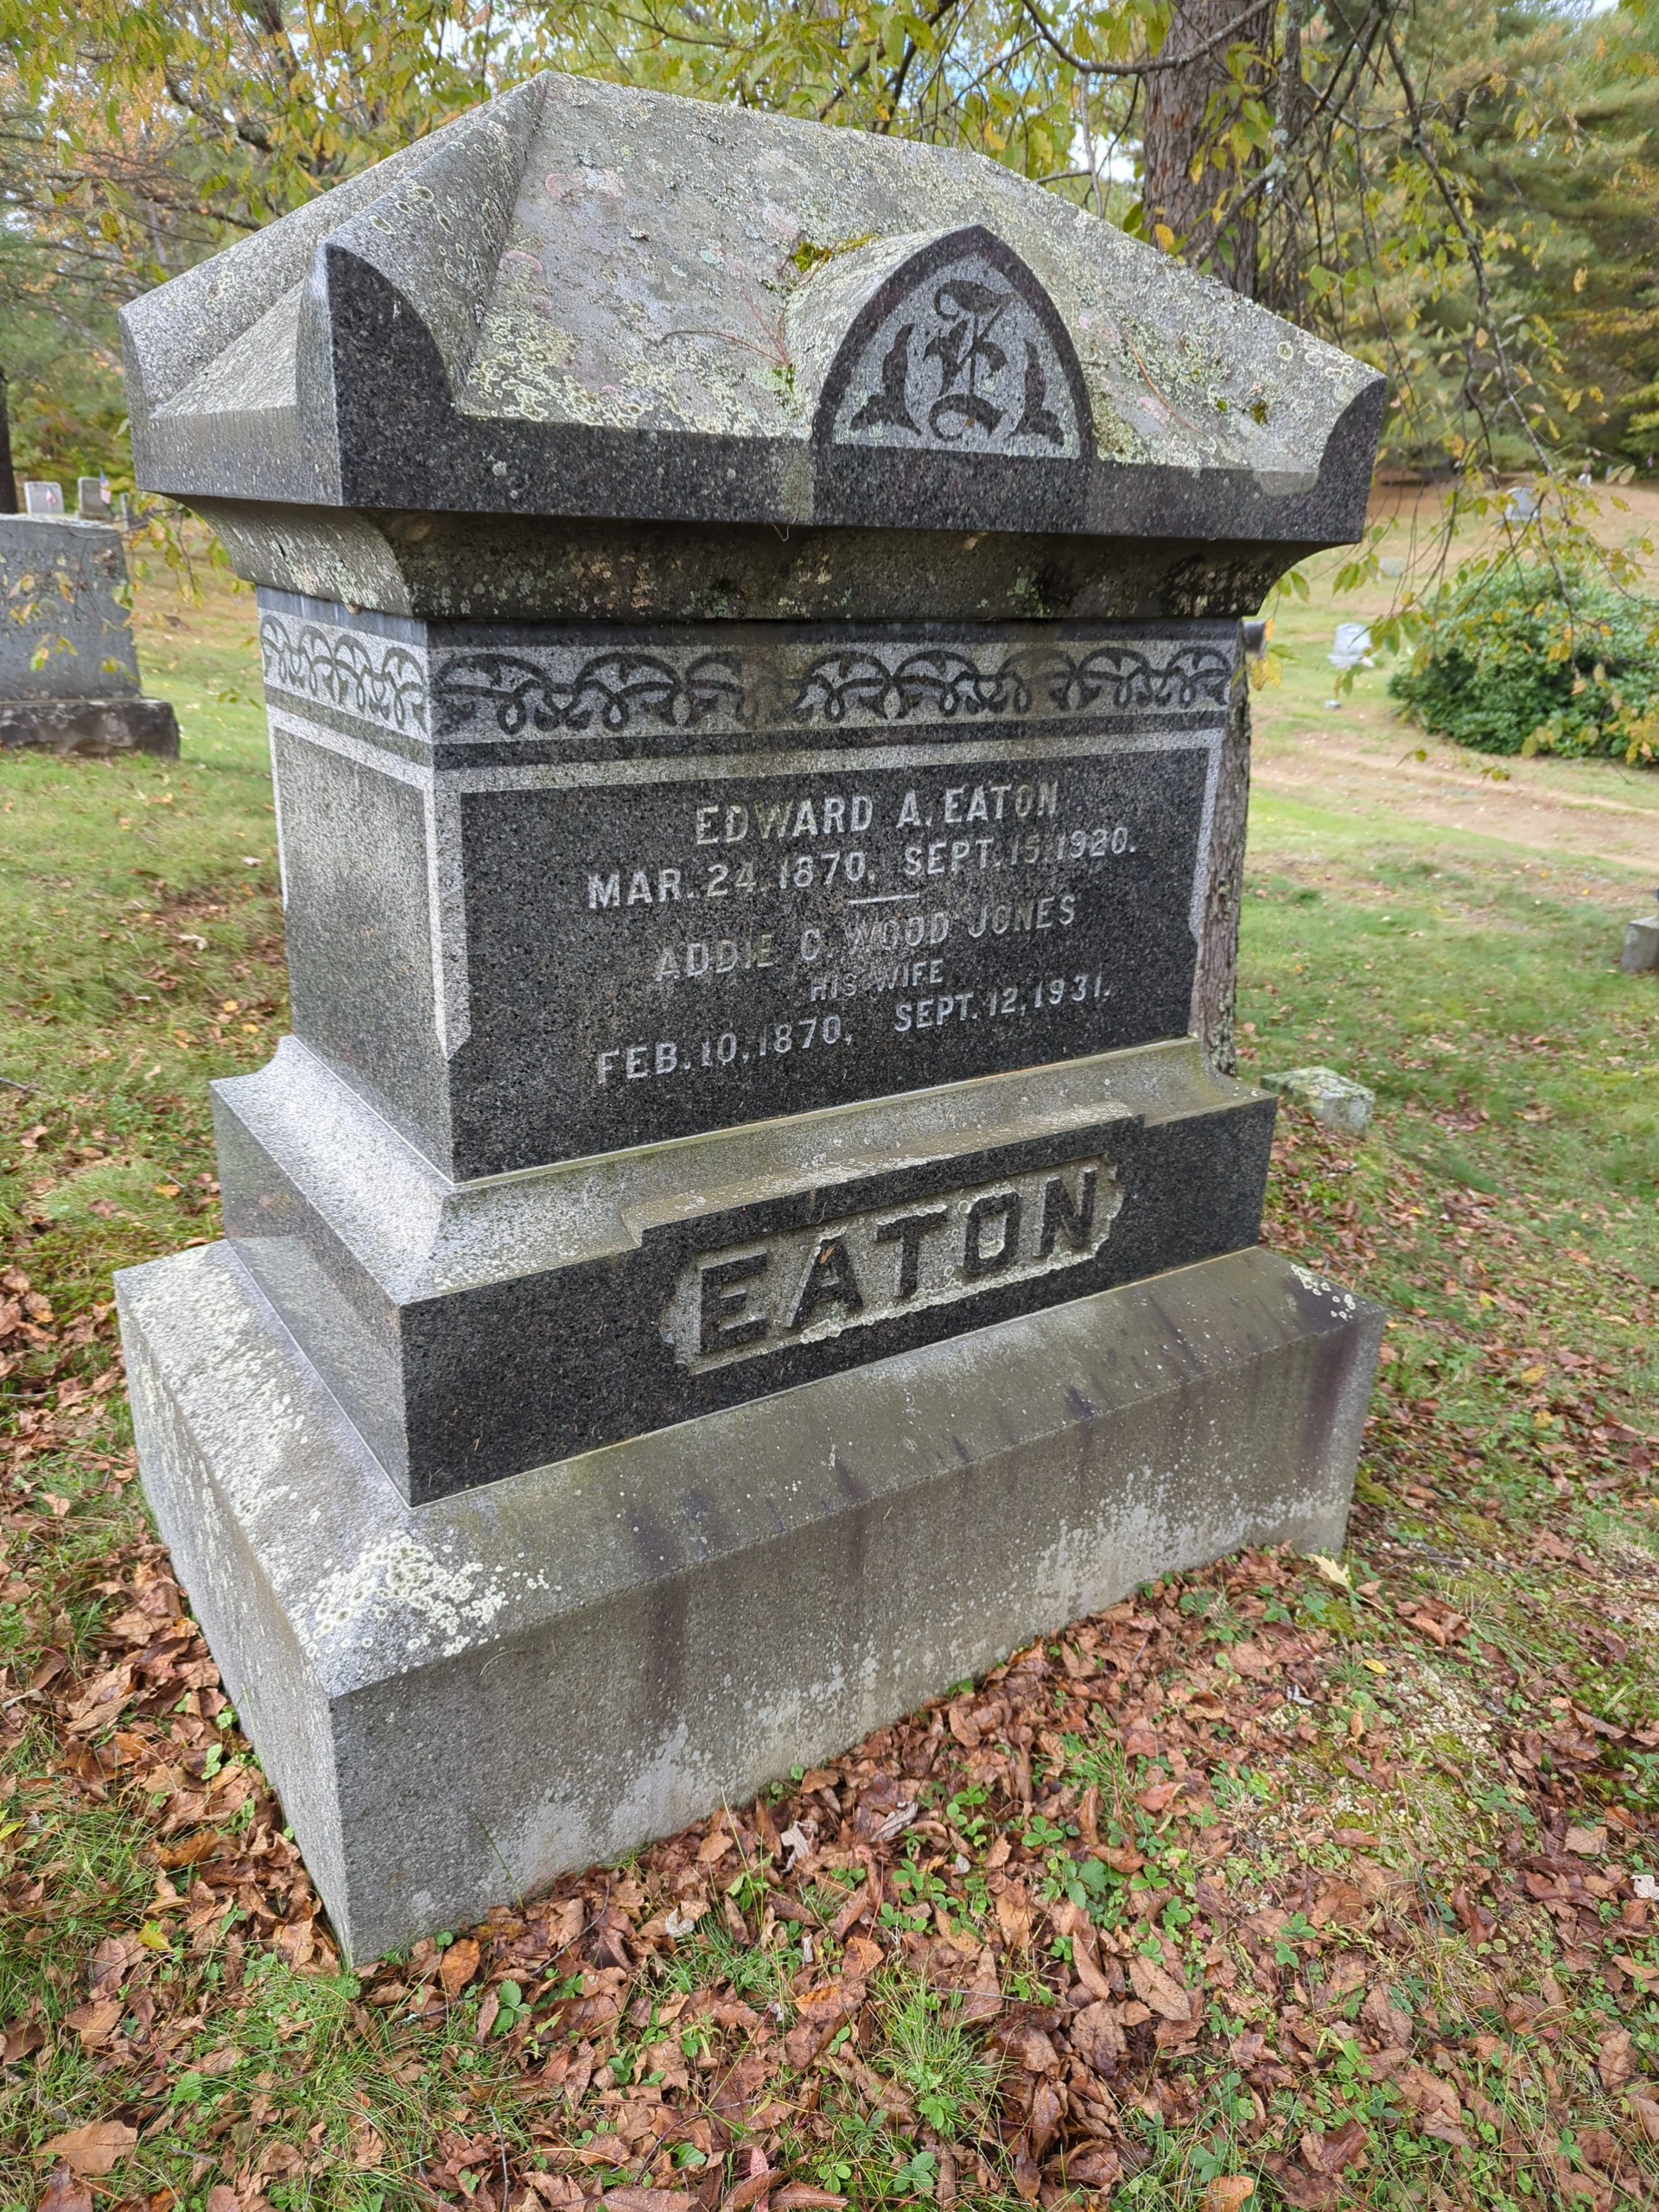 E
EDWARD A. EATON
MAR. 24, 1870. SEPT. 15, 1920.
ADDIE C. WOOD JONES
HIS WIFE
FEB. 10, 1870, SEPT. 12, 1931.
EATON